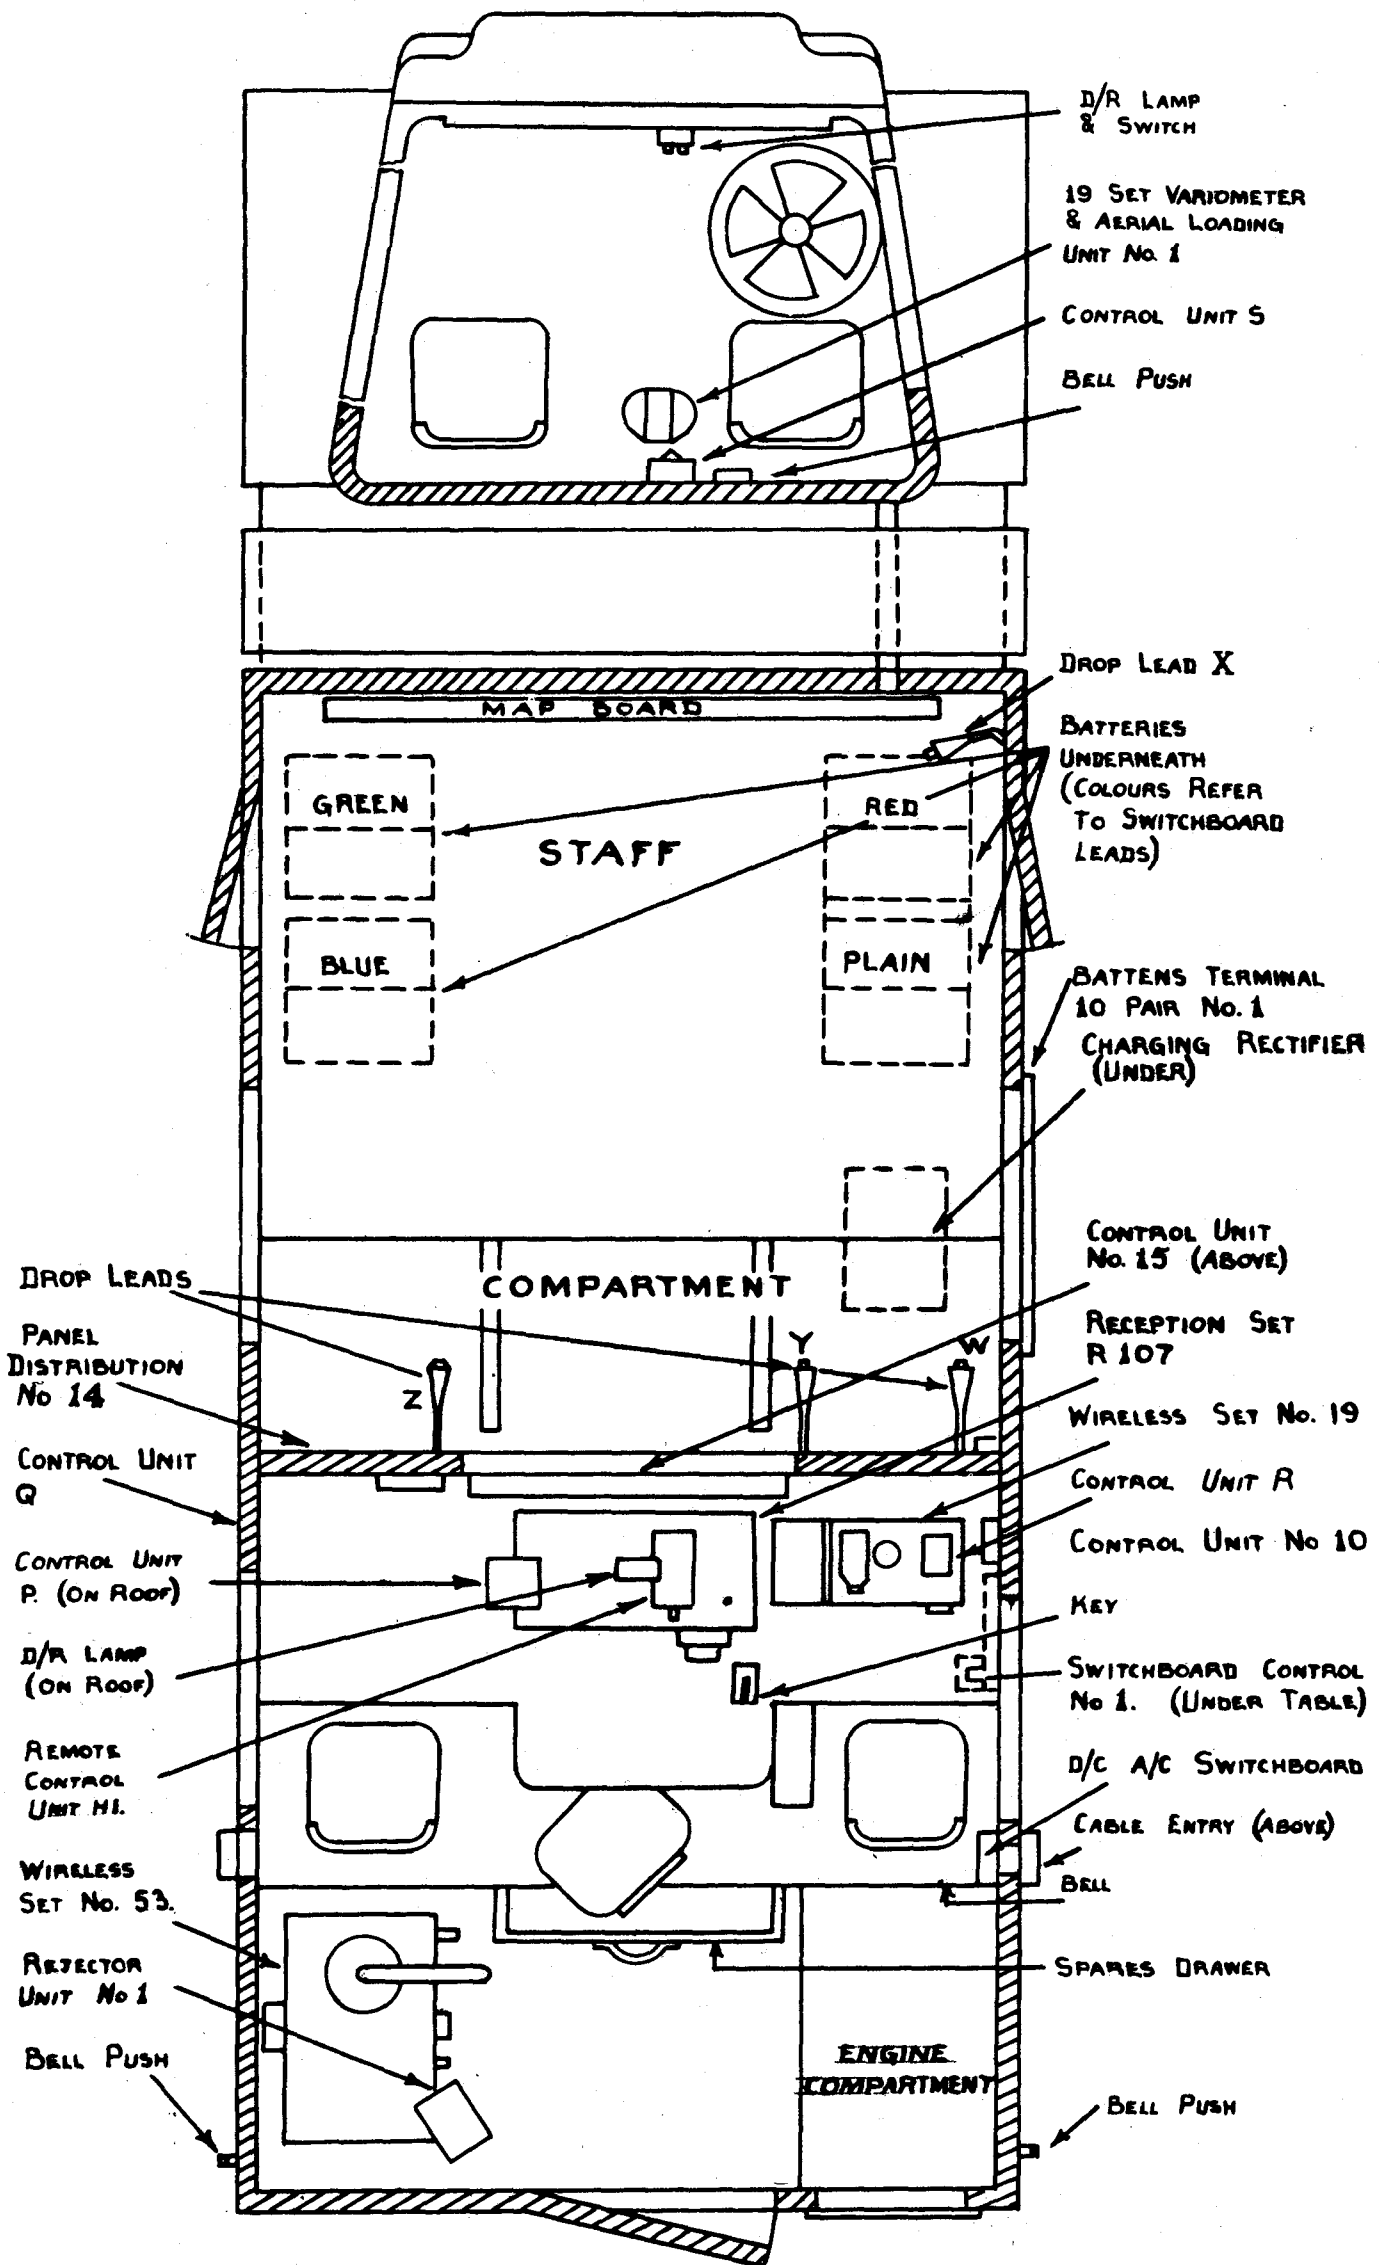 D/R LAMP
& SWITCH
19 SET VARIOMETER
& AERIAL LOADING
UNIT No. 1
CONTROL UNIT S
BELL PUSH
DROP LEAD X
MAP BOARD
BATTERIES
UNDERNEATH
(COLOURS REFER
TO SWITCHBOARD
LEADS)
GREEN
RED
STAFF
BLUE
PLAIN
BATTENS TERMINAL
10 PAIR No. 1
CHARGING RECTIFIER
(UNDER)
CONTROL UNIT
No. 15 (ABOVE)
COMPARTMENT
DROP LEADS
RECEPTION SET
R 107
PANEL
DISTRIBUTION
No 14
Z
Y
W
WIRELESS SET No. 19
CONTROL UNIT
Q
CONTROL UNIT R
CONTROL UNIT No 10
CONTROL UNIT
P. (ON ROOF)
KEY
D/R LAMP
(ON ROOF)
SWITCHBOARD CONTROL
No 1. (UNDER TABLE)
REMOTE
CONTROL
UNIT H1.
D/C A/C SWITCHBOARD
CABLE ENTRY (ABOVE)
WIRELESS
SET No. 53.
BELL
REJECTOR
UNIT No 1
SPARES DRAWER
BELL PUSH
ENGINE
COMPARTMENT
BELL PUSH